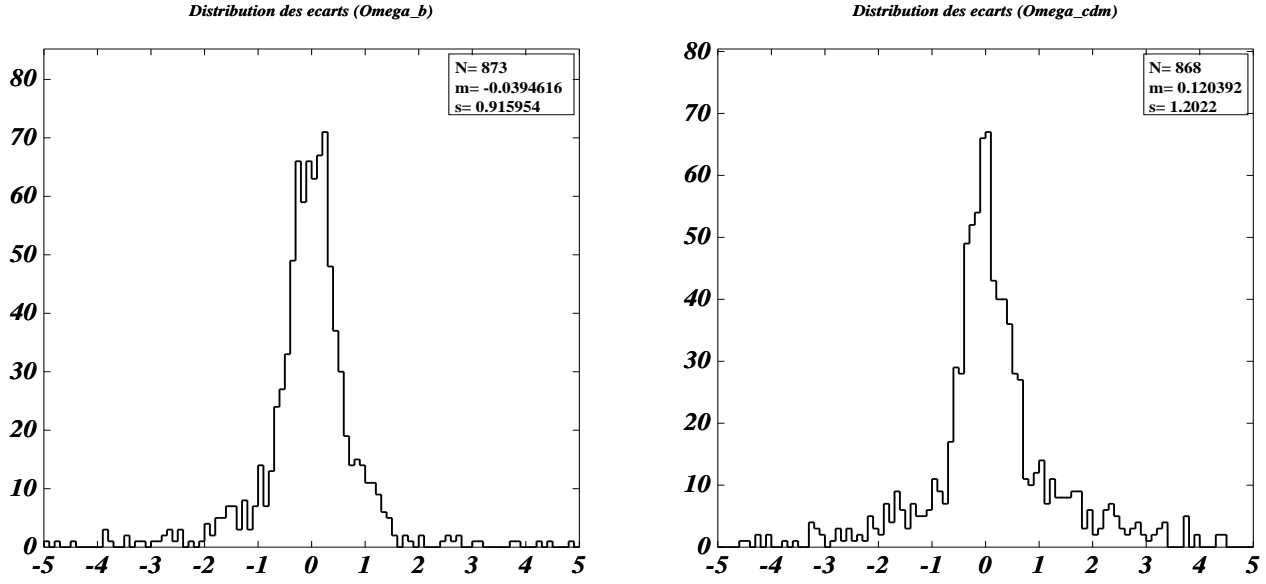 Distribution des ecarts (Omega_b)
N= 873
m= -0.0394616
s= 0.915954
80
70
60
50
40
30
20
10
0
-5 -4 -3 -2 -1 0 1 2 3 4 5
Distribution des ecarts (Omega_cdm)
N= 868
m= 0.120392
s= 1.2022
80
70
60
50
40
30
20
10
0
-5 -4 -3 -2 -1 0 1 2 3 4 5